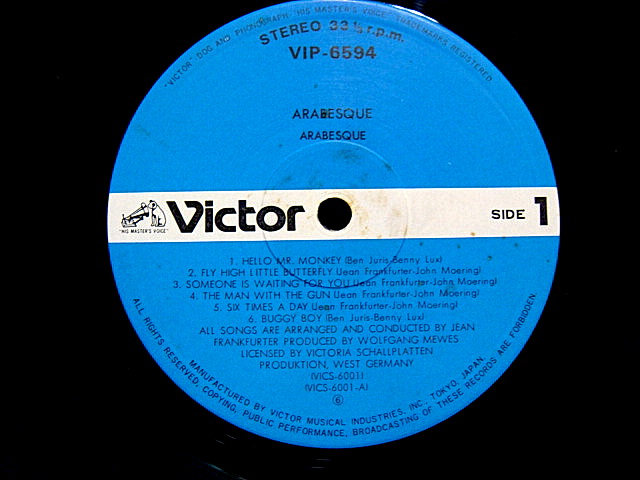 "VICTOR" DOG AND PHONOGRAPH "HIS MASTER'S VOICE" TRADEMARKS REGISTERED
STEREO 33 ⅓ r.p.m.
VIP-6594
ARABESQUE
ARABESQUE
"HIS MASTER'S VOICE"
Victor
SIDE 1
1. HELLO MR. MONKEY (Ben Juris-Benny Lux)
2. FLY HIGH LITTLE BUTTERFLY (Jean Frankfurter-John Moering)
3. SOMEONE IS WAITING FOR YOU (Jean Frankfurter-John Moering)
4. THE MAN WITH THE GUN (Jean Frankfurter-John Moering)
5. SIX TIMES A DAY (Jean Frankfurter-John Moering)
6. BUGGY BOY (Ben Juris-Benny Lux)
ALL SONGS ARE ARRANGED AND CONDUCTED BY JEAN
FRANKFURTER PRODUCED BY WOLFGANG MEWES
LICENSED BY VICTORIA SCHALLPLATTEN
PRODUKTION, WEST GERMANY
(VICS-6001)
(VICS-6001-A)
6
MANUFACTURED BY VICTOR MUSICAL INDUSTRIES, INC., TOKYO, JAPAN
ALL RIGHTS RESERVED, COPYING, PUBLIC PERFORMANCE, BROADCASTING OF THESE RECORDS ARE FORBIDDEN.